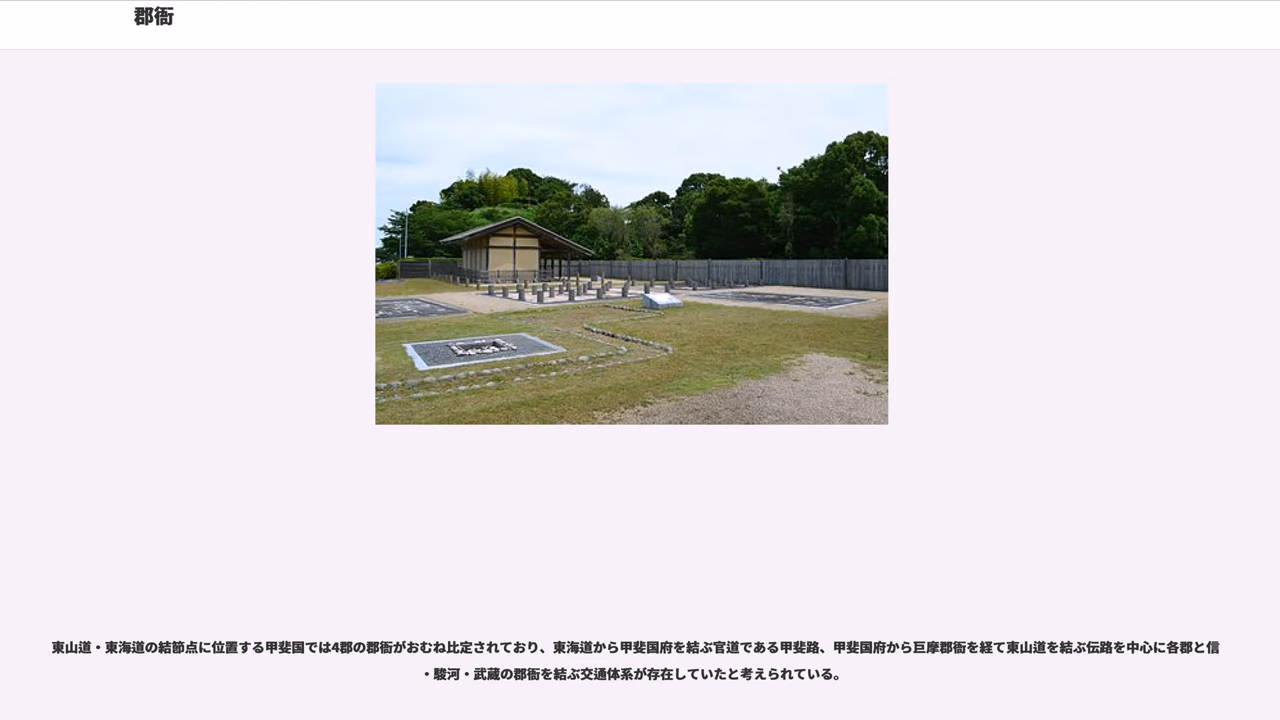 郡衙
東山道・東海道の結節点に位置する甲斐国では4郡の郡衙がおむね比定されており、東海道から甲斐国府を結ぶ官道である甲斐路、甲斐国府から巨摩郡衙を経て東山道を結ぶ伝路を中心に各郡と信
・駿河・武蔵の郡衙を結ぶ交通体系が存在していたと考えられている。